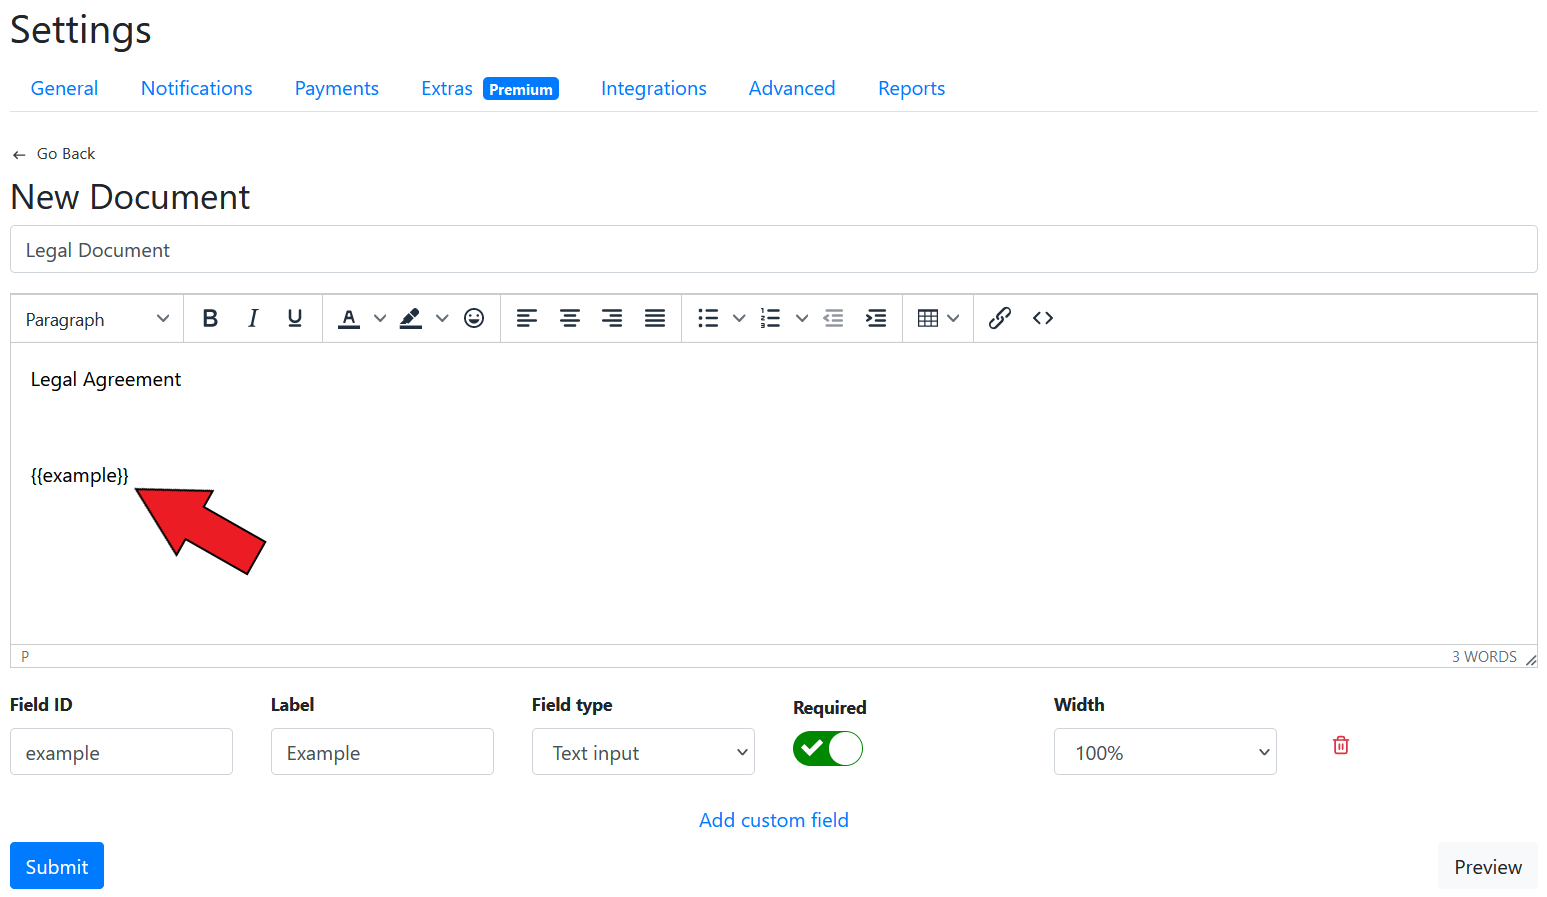 Settings
General Notifications Payments Extras Premium Integrations Advanced Reports
← Go Back
New Document
Legal Document
Paragraph B I U A
Legal Agreement
{{example}}
P 3 WORDS
Field ID Label Field type Required Width
example Example Text input 100%
Add custom field
Submit Preview